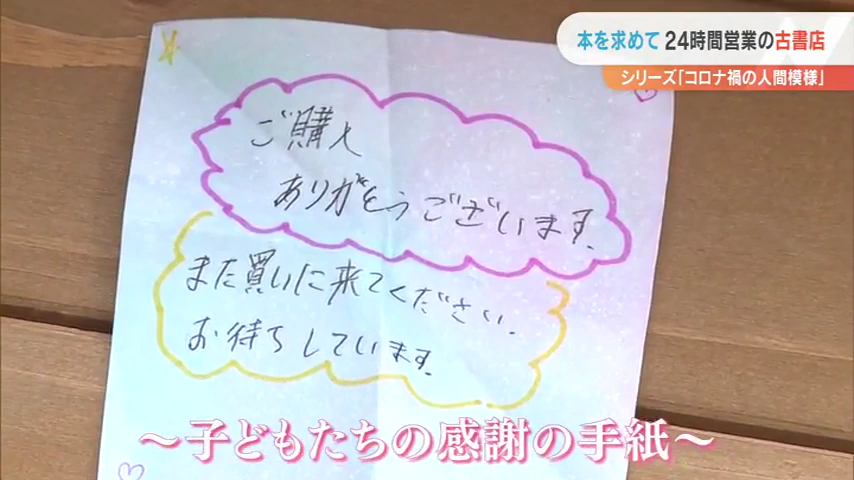 本を求めて 24時間営業の古書店
シリーズ「コロナ禍の人間模様」
ご購入
ありがとうございます。
また買いに来てください。
お待ちしています。
〜子どもたちの感謝の手紙〜